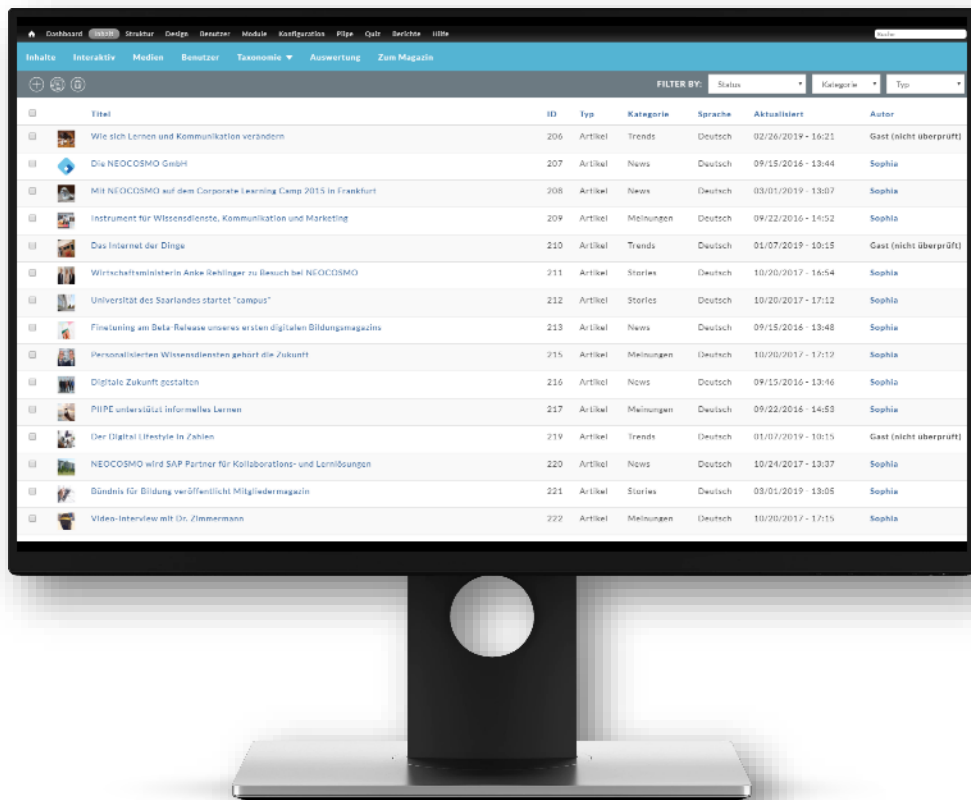 Dashboard Inhalt Struktur Design Benutzer Module Konfiguration Piipe Quiz Berichte Hilfe Suche
Inhalte Interaktiv Medien Benutzer Taxonomie Auswertung Zum Magazin
FILTER BY: Status Kategorie Typ
Titel ID Typ Kategorie Sprache Aktualisiert Autor
Wie sich Lernen und Kommunikation verändern 206 Artikel Trends Deutsch 02/26/2019 - 16:21 Gast (nicht überprüft)
Die NEOCOSMO GmbH 207 Artikel News Deutsch 09/15/2016 - 13:44 Sophia
Mit NEOCOSMO auf dem Corporate Learning Camp 2015 in Frankfurt 208 Artikel News Deutsch 03/01/2019 - 13:07 Sophia
Instrument für Wissensdienste, Kommunikation und Marketing 209 Artikel Meinungen Deutsch 09/22/2016 - 14:52 Sophia
Das Internet der Dinge 210 Artikel Trends Deutsch 01/07/2019 - 10:15 Gast (nicht überprüft)
Wirtschaftsministerin Anke Rehlinger zu Besuch bei NEOCOSMO 211 Artikel Stories Deutsch 10/20/2017 - 16:54 Sophia
Universität des Saarlandes startet "campus" 212 Artikel Stories Deutsch 10/20/2017 - 17:12 Sophia
Finetuning am Beta-Release unseres ersten digitalen Bildungsmagazins 213 Artikel News Deutsch 09/15/2016 - 13:48 Sophia
Personalisierten Wissensdiensten gehört die Zukunft 215 Artikel Meinungen Deutsch 10/20/2017 - 17:12 Sophia
Digitale Zukunft gestalten 216 Artikel News Deutsch 09/15/2016 - 13:46 Sophia
PIIPE unterstützt informelles Lernen 217 Artikel Meinungen Deutsch 09/22/2016 - 14:53 Sophia
Der Digital Lifestyle in Zahlen 219 Artikel Trends Deutsch 01/07/2019 - 10:15 Gast (nicht überprüft)
NEOCOSMO wird SAP Partner für Kollaborations- und Lernlösungen 220 Artikel News Deutsch 10/24/2017 - 13:37 Sophia
Bündnis für Bildung veröffentlicht Mitgliedermagazin 221 Artikel Stories Deutsch 03/01/2019 - 13:05 Sophia
Video-Interview mit Dr. Zimmermann 222 Artikel Meinungen Deutsch 10/20/2017 - 17:15 Sophia